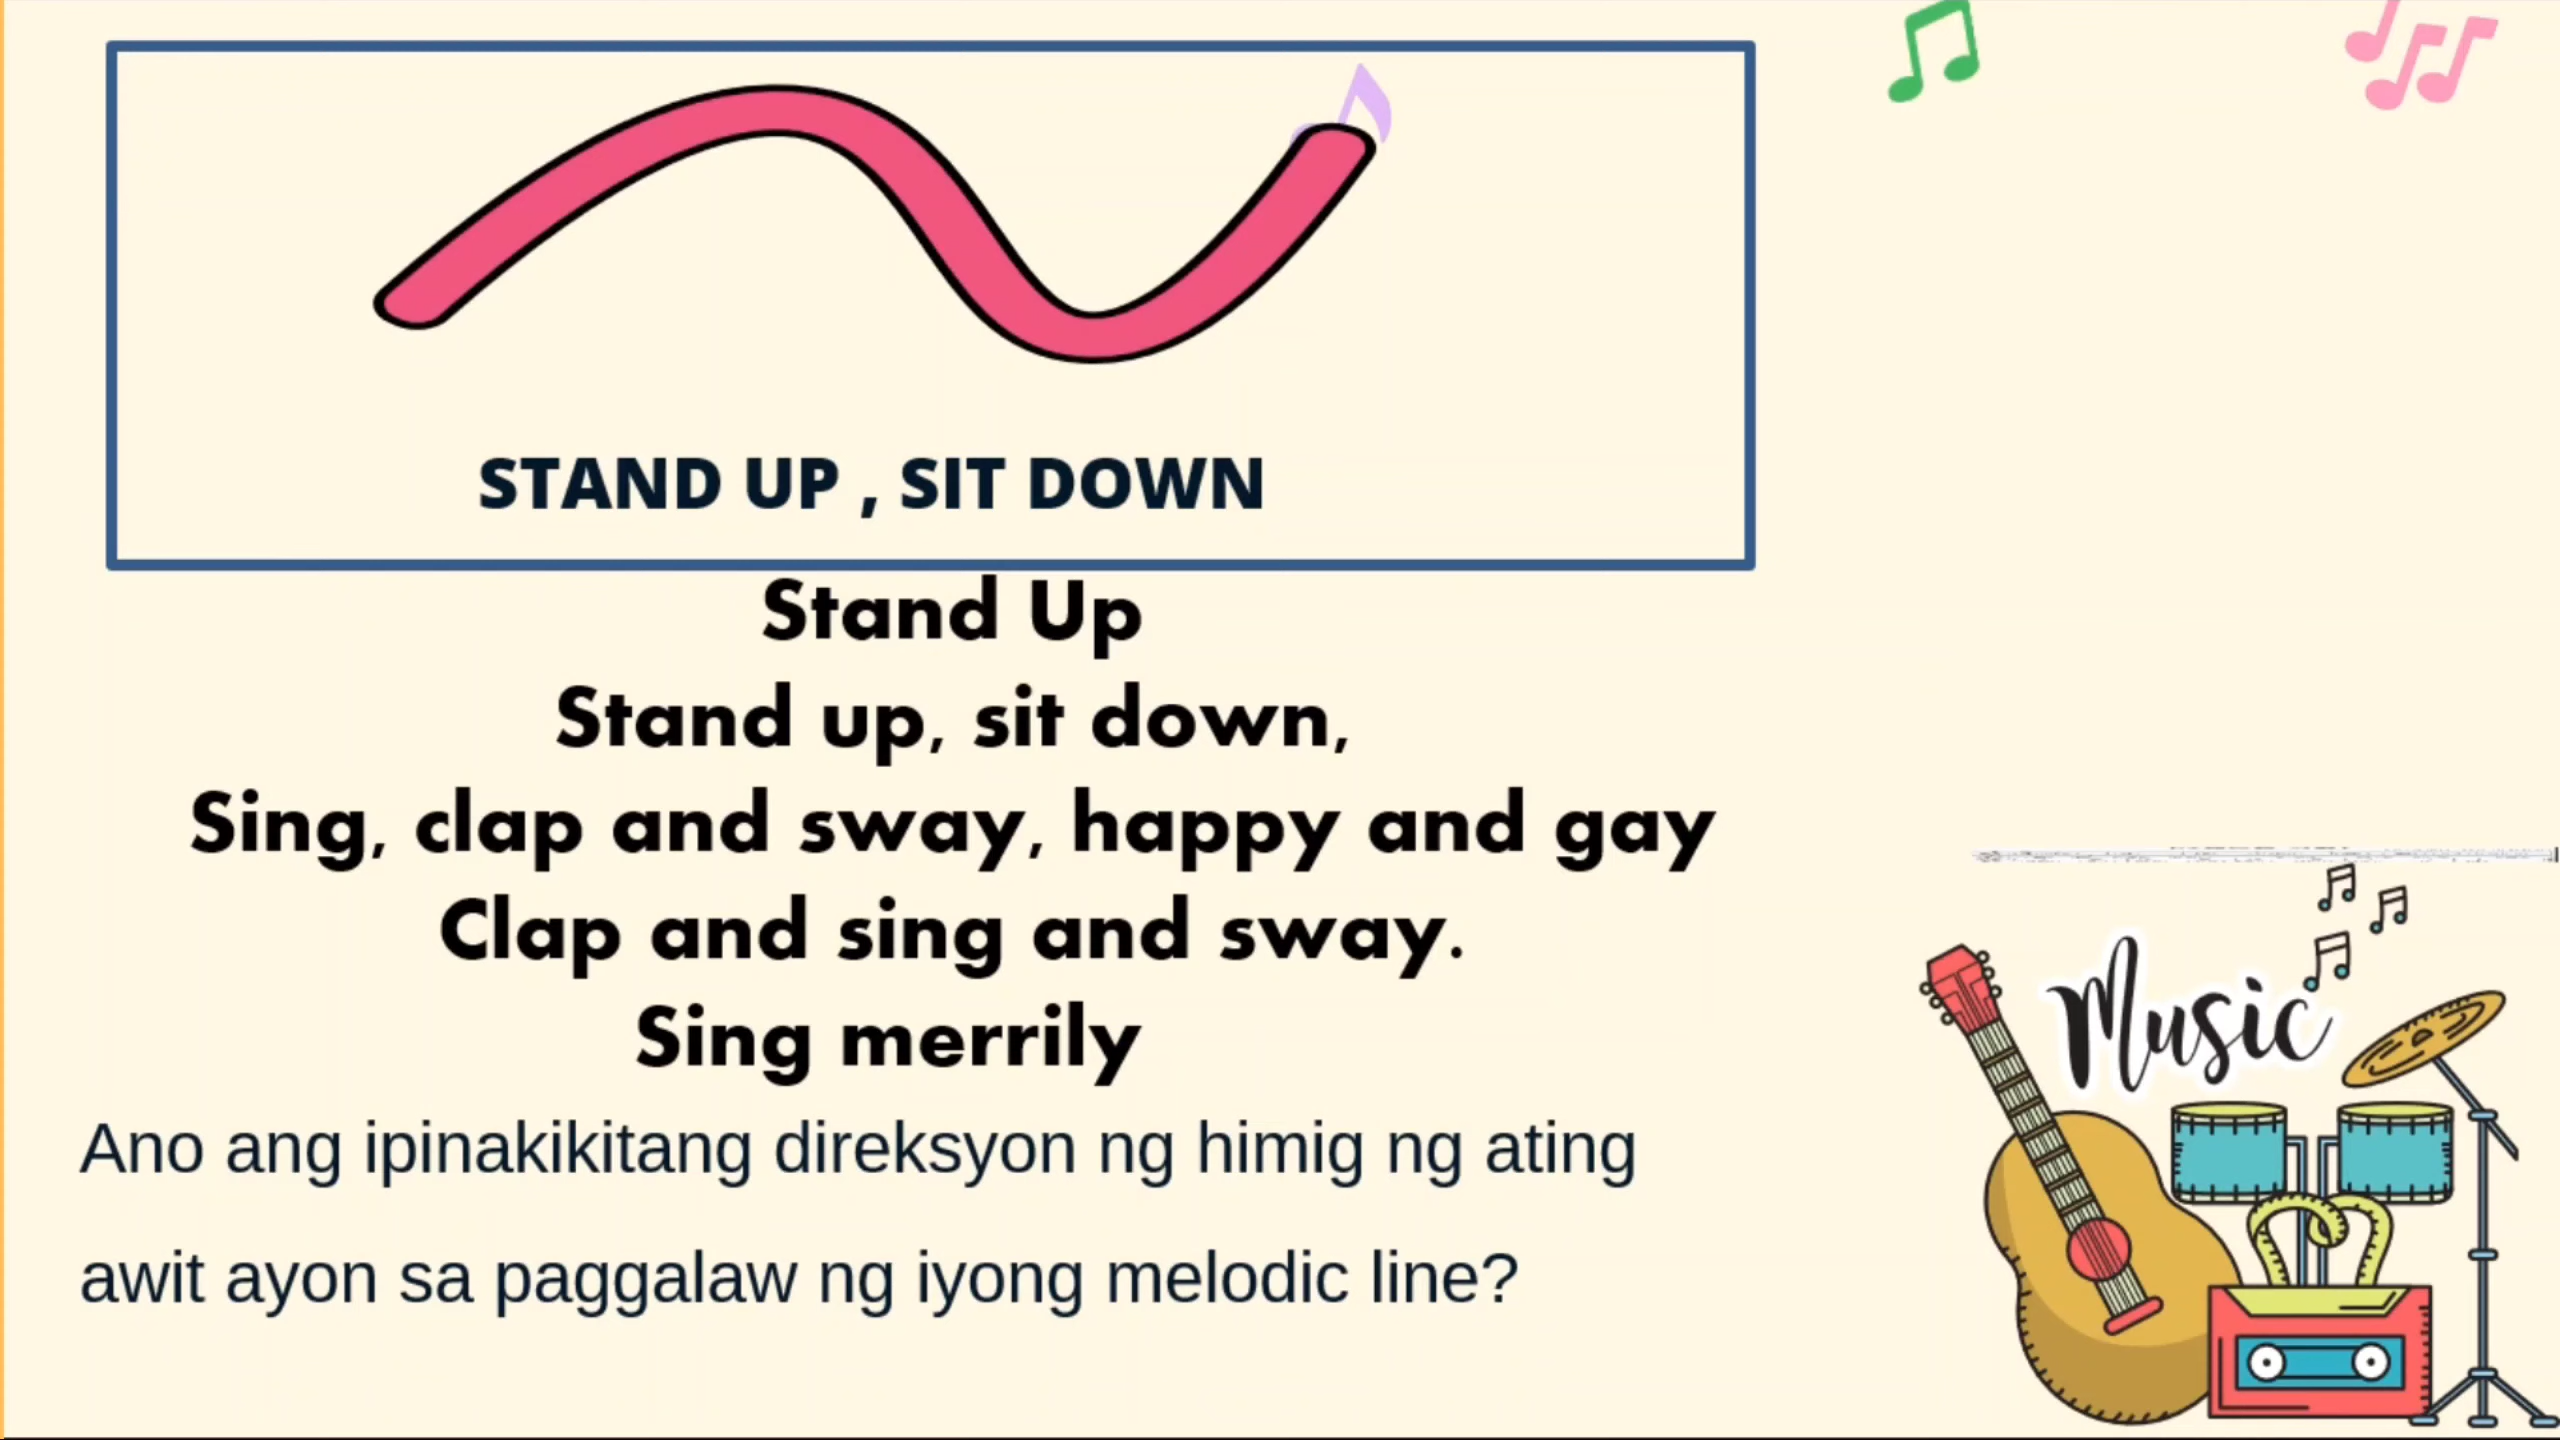 STAND UP , SIT DOWN
Stand Up
Stand up, sit down,
Sing, clap and sway, happy and gay
Clap and sing and sway.
Sing merrily
Ano ang ipinakikitang direksyon ng himig ng ating
awit ayon sa paggalaw ng iyong melodic line?
Music